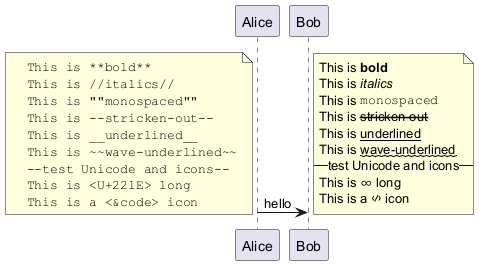 Alice Bob
This is **bold**
This is //italics//
This is ""monospaced""
This is --stricken-out--
This is __underlined__
This is ~~wave-underlined~~
--test Unicode and icons--
This is <U+221E> long
This is a <&code> icon
This is bold
This is italics
This is monospaced
This is stricken-out
This is underlined
This is wave-underlined
test Unicode and icons
This is ∞ long
This is a icon
hello
Alice Bob